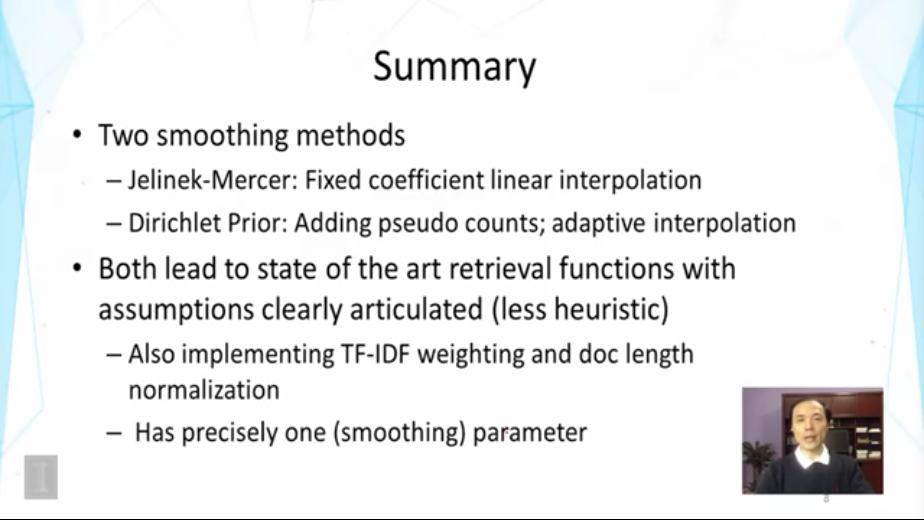 Summary
• Two smoothing methods
– Jelinek-Mercer: Fixed coefficient linear interpolation
– Dirichlet Prior: Adding pseudo counts; adaptive interpolation
• Both lead to state of the art retrieval functions with
assumptions clearly articulated (less heuristic)
– Also implementing TF-IDF weighting and doc length
normalization
– Has precisely one (smoothing) parameter
I
8